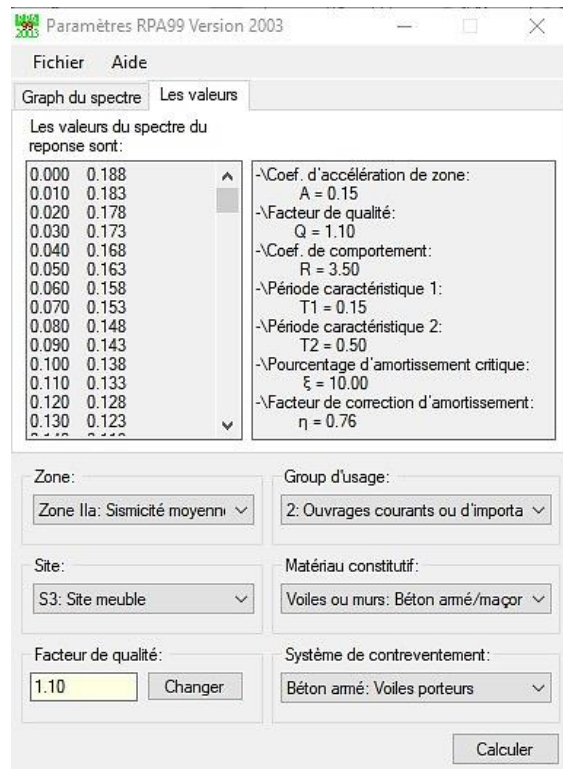 Paramètres RPA99 Version 2003
Fichier Aide
Graph du spectre Les valeurs
Les valeurs du spectre du
reponse sont:
0.000 0.188
0.010 0.183
0.020 0.178
0.030 0.173
0.040 0.168
0.050 0.163
0.060 0.158
0.070 0.153
0.080 0.148
0.090 0.143
0.100 0.138
0.110 0.133
0.120 0.128
0.130 0.123
-\Coef. d'accélération de zone:
A = 0.15
-\Facteur de qualité:
Q = 1.10
-\Coef. de comportement:
R = 3.50
-\Période caractéristique 1:
T1 = 0.15
-\Période caractéristique 2:
T2 = 0.50
-\Pourcentage d'amortissement critique:
ξ = 10.00
-\Facteur de correction d'amortissement:
η = 0.76
Zone:
Zone IIa: Sismicité moyenn
Group d'usage:
2: Ouvrages courants ou d'importa
Site:
S3: Site meuble
Matériau constitutif:
Voiles ou murs: Béton armé/maçor
Facteur de qualité:
1.10 Changer
Système de contreventement:
Béton armé: Voiles porteurs
Calculer